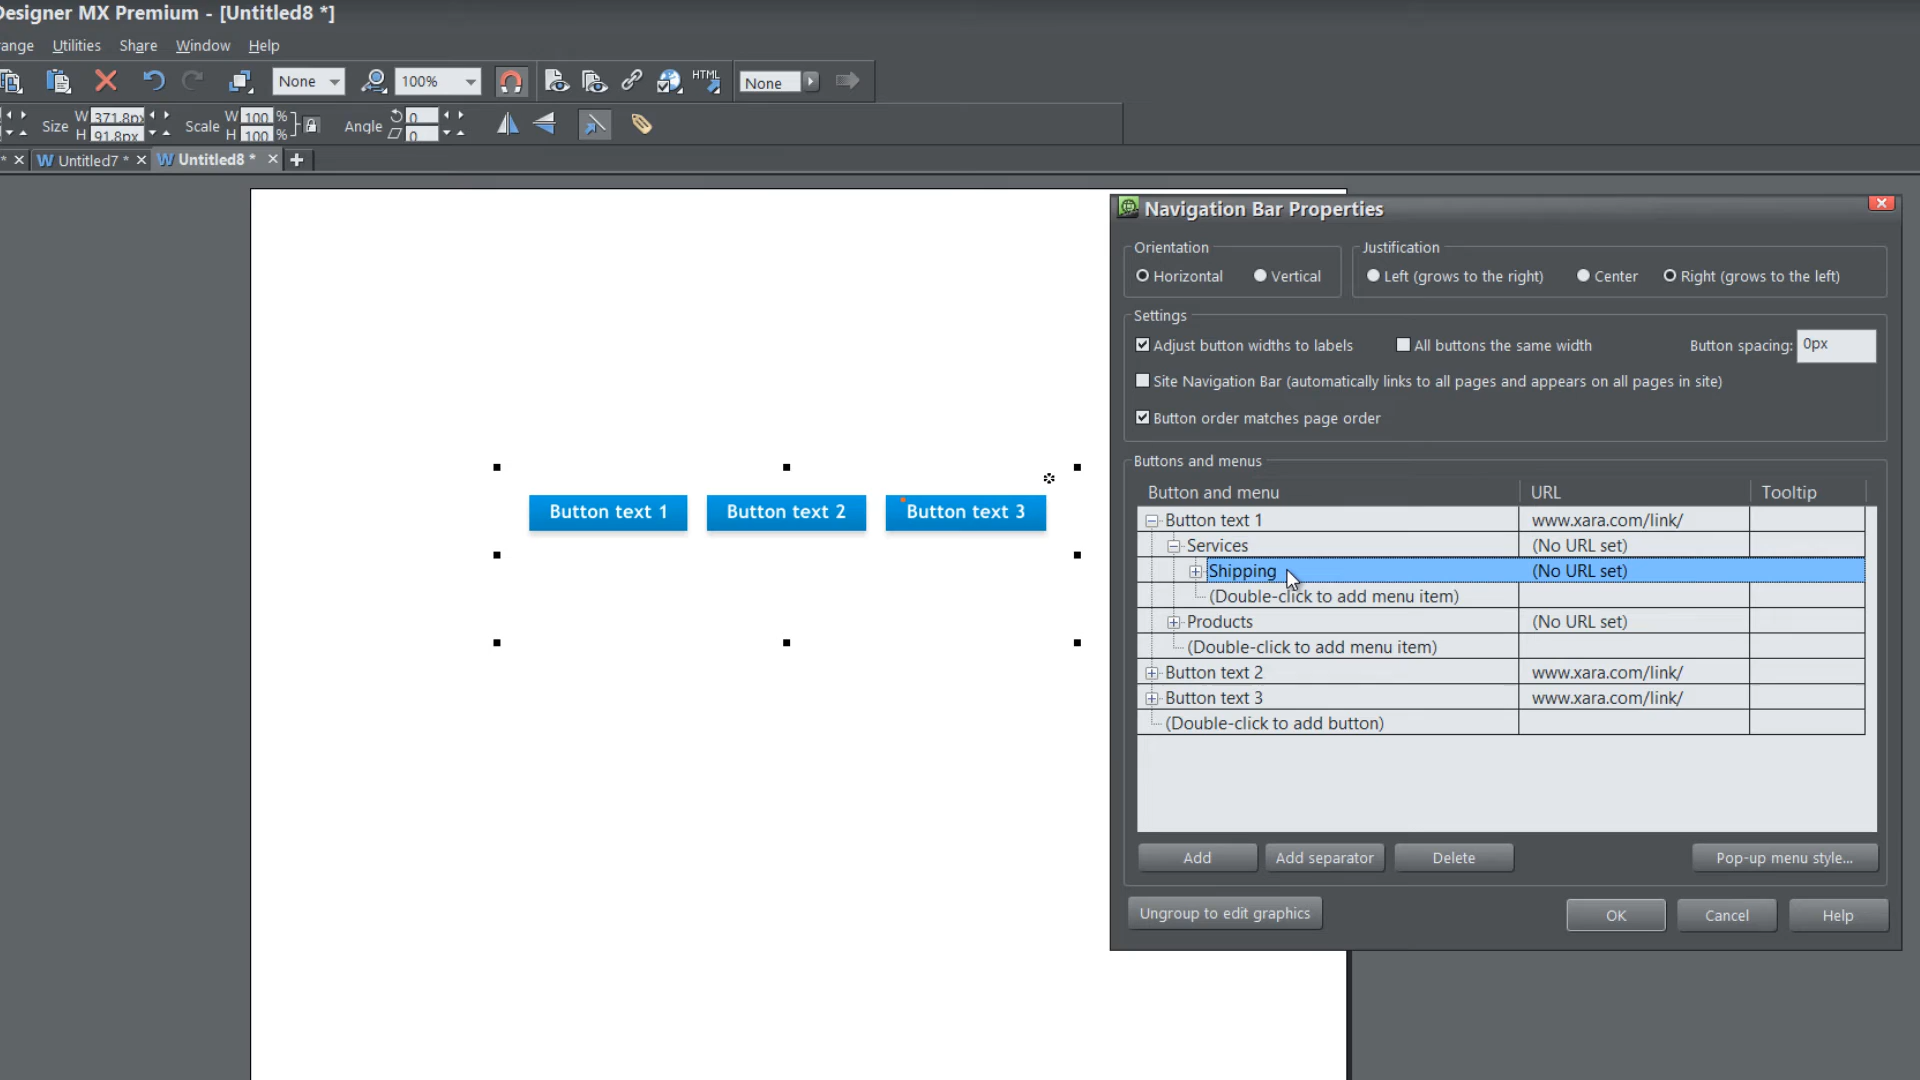 Designer MX Premium - [Untitled8 *]
ange Utilities Share Window Help
None 100% HTML None
Size W 371.8px H 91.8px Scale W 100 % H 100 % Angle 0 0
* Untitled7 * Untitled8 *
Button text 1 Button text 2 Button text 3
Navigation Bar Properties
Orientation
Horizontal Vertical
Justification
Left (grows to the right) Center Right (grows to the left)
Settings
Adjust button widths to labels All buttons the same width Button spacing: 0px
Site Navigation Bar (automatically links to all pages and appears on all pages in site)
Button order matches page order
Buttons and menus
Button and menu URL Tooltip
Button text 1 www.xara.com/link/
Services (No URL set)
Shipping (No URL set)
(Double-click to add menu item)
Products (No URL set)
(Double-click to add menu item)
Button text 2 www.xara.com/link/
Button text 3 www.xara.com/link/
(Double-click to add button)
Add Add separator Delete Pop-up menu style...
Ungroup to edit graphics OK Cancel Help